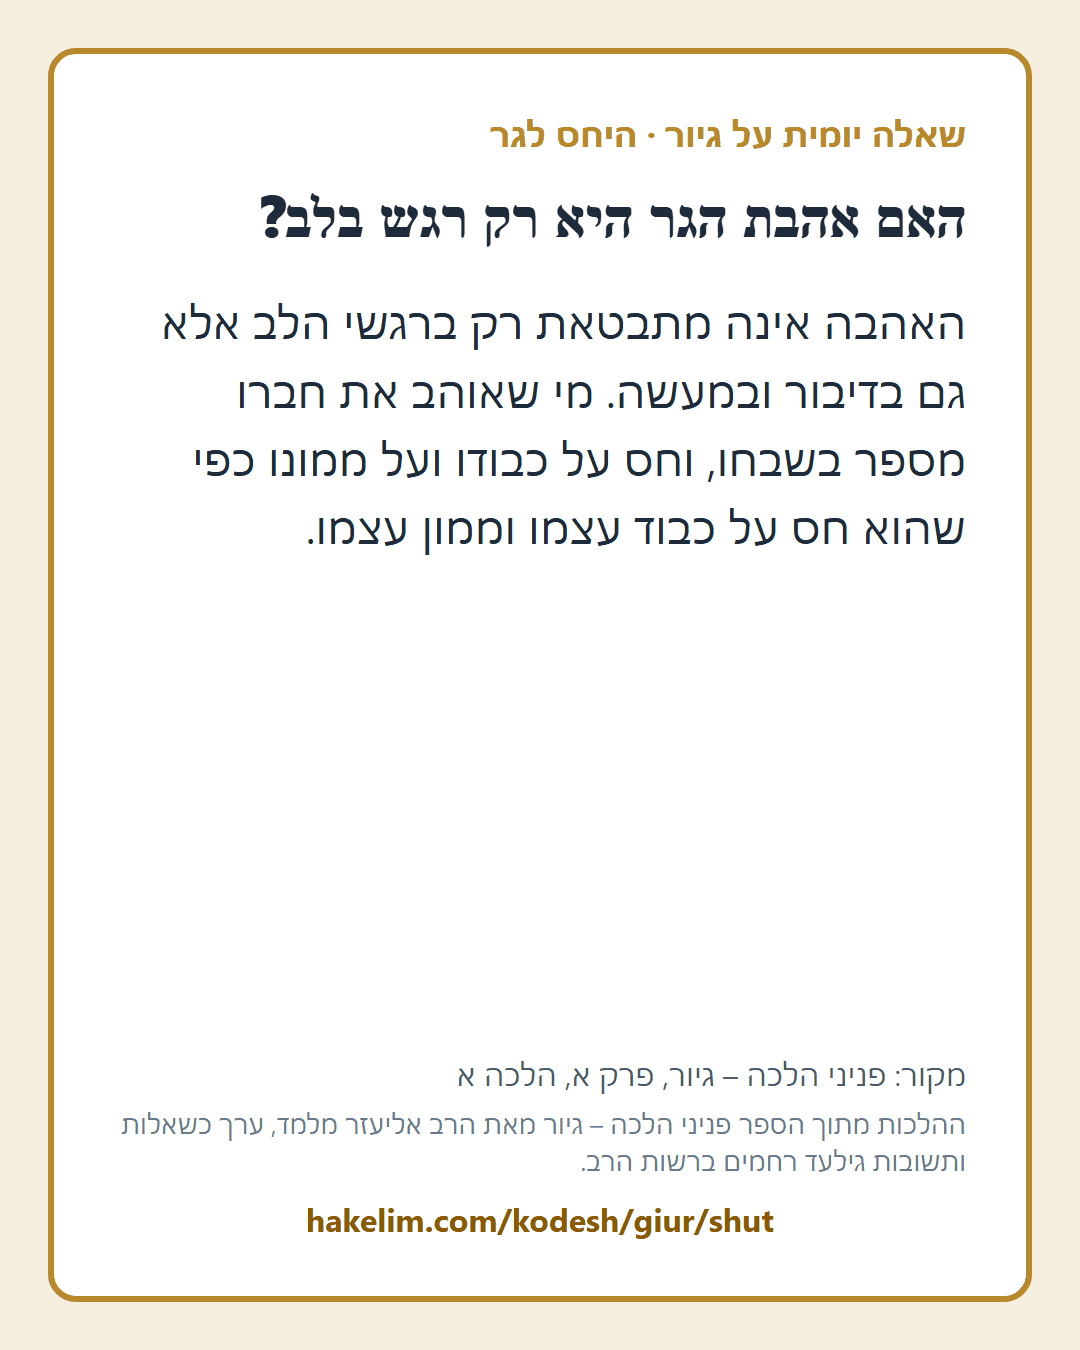 שאלה יומית על גיור · היחס לגר
האם אהבת הגר היא רק רגש בלב?
האהבה אינה מתבטאת רק ברגשי הלב אלא
גם בדיבור ובמעשה. מי שאוהב את חברו
מספר בשבחו, וחס על כבודו ועל ממונו כפי
שהוא חס על כבוד עצמו וממון עצמו.
מקור: פניני הלכה – גיור, פרק א, הלכה א
ההלכות מתוך הספר פניני הלכה – גיור מאת הרב אליעזר מלמד, ערך כשאלות
ותשובות גילעד רחמים ברשות הרב.
hakelim.com/kodesh/giur/shut